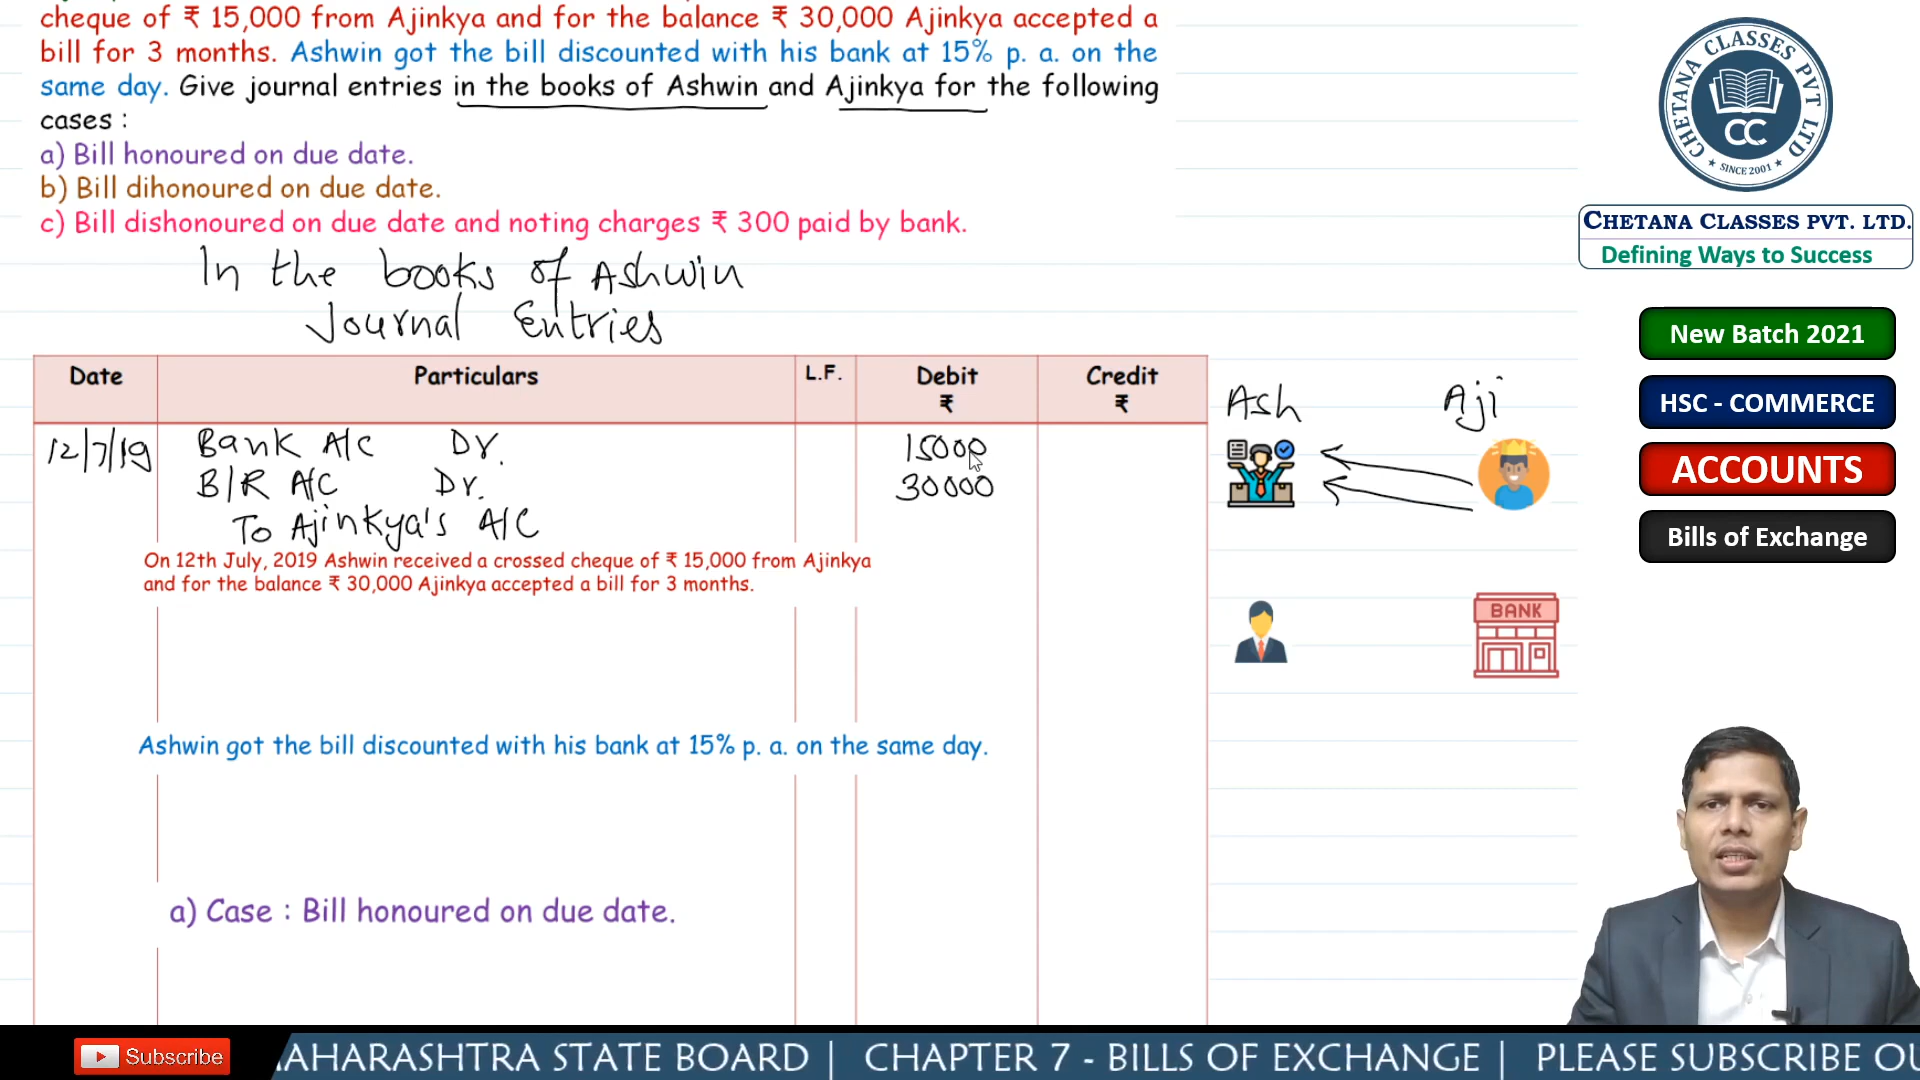 cheque of ₹ 15,000 from Ajinkya and for the balance ₹ 30,000 Ajinkya accepted a
bill for 3 months. Ashwin got the bill discounted with his bank at 15% p. a. on the
same day. Give journal entries in the books of Ashwin and Ajinkya for the following
cases :
a) Bill honoured on due date.
b) Bill dihonoured on due date.
c) Bill dishonoured on due date and noting charges ₹ 300 paid by bank.
In the books of Ashwin
Journal Entries
Date Particulars L.F. Debit ₹ Credit ₹
12/7/19 Bank A/C Dr. 15000
B/R A/C Dr. 30000
To Ajinkya's A/C
On 12th July, 2019 Ashwin received a crossed cheque of ₹ 15,000 from Ajinkya
and for the balance ₹ 30,000 Ajinkya accepted a bill for 3 months.
Ashwin got the bill discounted with his bank at 15% p. a. on the same day.
a) Case : Bill honoured on due date.
Ash Aji
BANK
CHETANA CLASSES PVT LTD
CC
SINCE 2001
CHETANA CLASSES PVT. LTD.
Defining Ways to Success
New Batch 2021
HSC - COMMERCE
ACCOUNTS
Bills of Exchange
Subscribe
AHARASHTRA STATE BOARD | CHAPTER 7 - BILLS OF EXCHANGE | PLEASE SUBSCRIBE OU